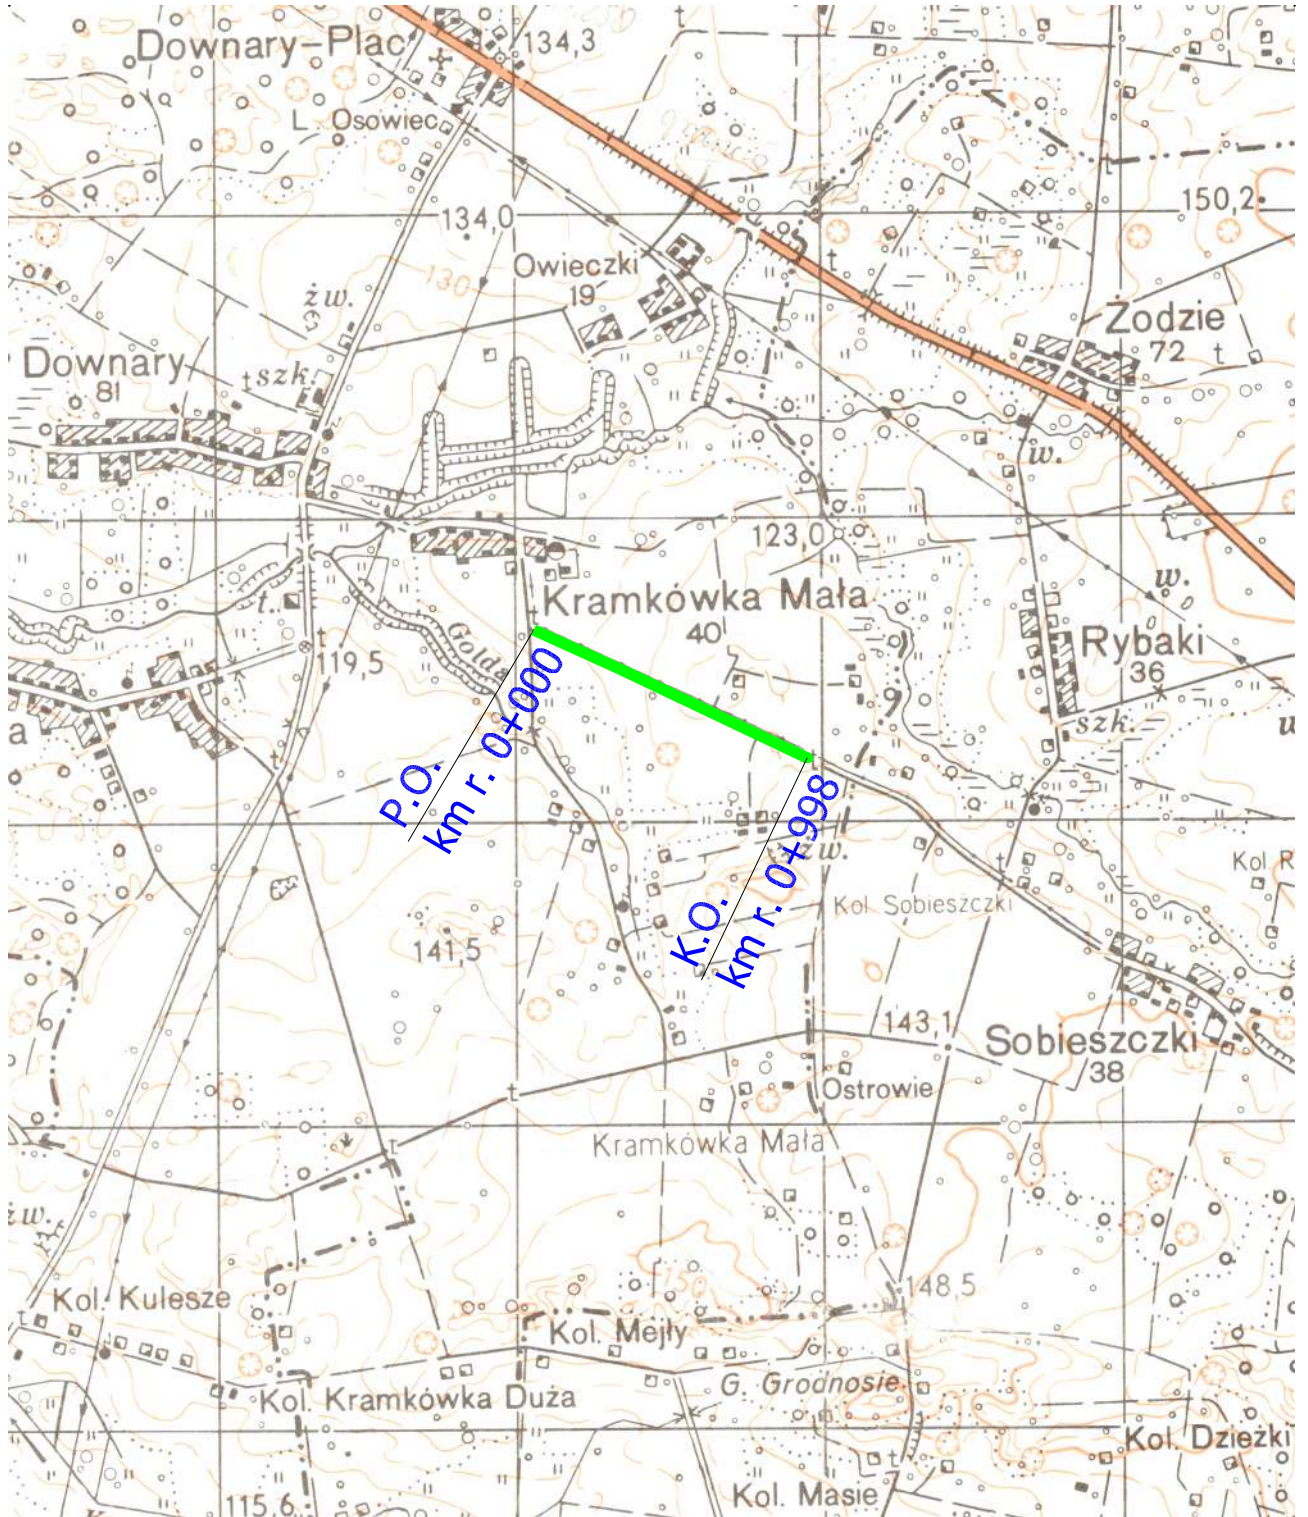 Downary-Plac
134,3
L. Osowiec
134,0
150,2
130
Owieczki
19
ż w.
Żodzie
72
t
Downary
81
t szk.
w.
123,0
Kramkówka Mała
40
w.
Rybaki
36
t.
t
119,5
Gołda
szk.
a
P.O.
km r. 0+000
K.O.
km r. 0+998
ż w.
Kol. R
Kol. Sobieszczki
141,5
143,1
Sobieszczki
38
Ostrowie
Kramkówka Mała
t
t
ż w.
150
148,5
Kol. Kulesze
Kol. Mejły
G. Grodnosie
Kol. Kramkówka Duża
Kol. Dzieżki
Kol. Masie
115,6